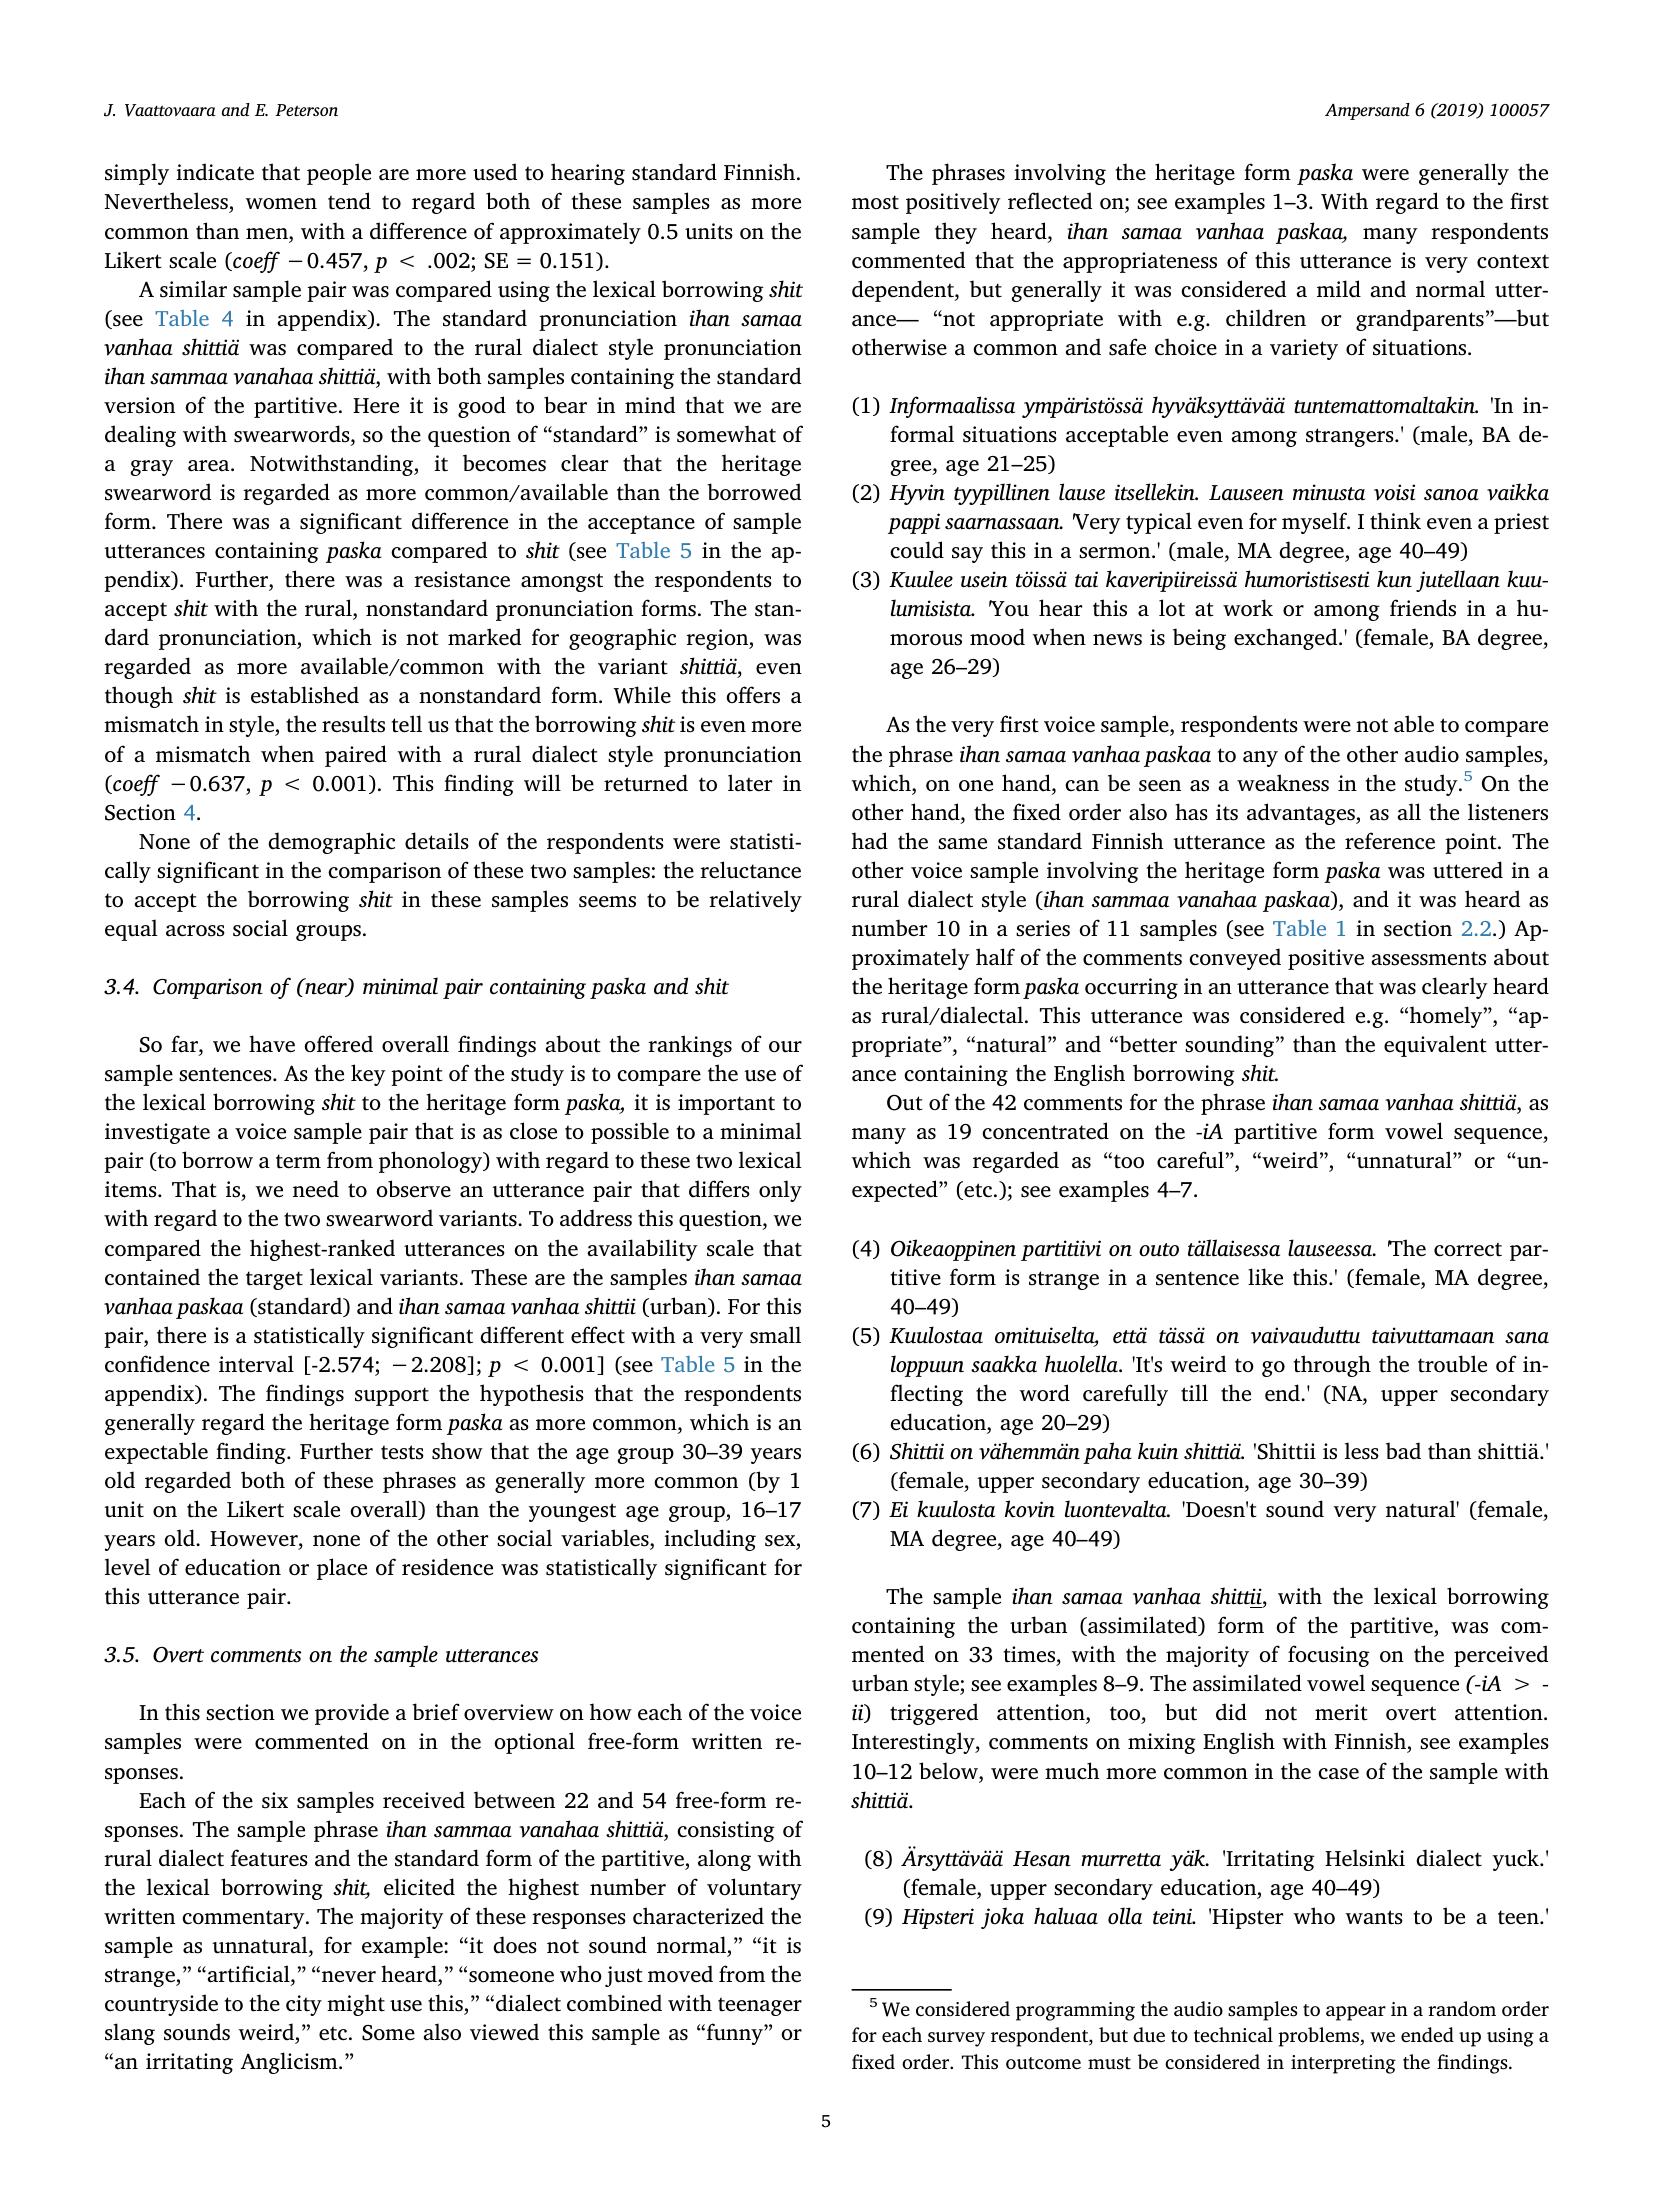 J. Vaattovaara and E. Peterson
Ampersand 6 (2019) 100057
simply indicate that people are more used to hearing standard Finnish.
Nevertheless, women tend to regard both of these samples as more
common than men, with a difference of approximately 0.5 units on the
Likert scale (coeff −0.457, p < .002; SE = 0.151).
A similar sample pair was compared using the lexical borrowing shit
(see Table 4 in appendix). The standard pronunciation ihan samaa
vanhaa shittiä was compared to the rural dialect style pronunciation
ihan sammaa vanahaa shittiä, with both samples containing the standard
version of the partitive. Here it is good to bear in mind that we are
dealing with swearwords, so the question of “standard” is somewhat of
a gray area. Notwithstanding, it becomes clear that the heritage
swearword is regarded as more common/available than the borrowed
form. There was a significant difference in the acceptance of sample
utterances containing paska compared to shit (see Table 5 in the ap-
pendix). Further, there was a resistance amongst the respondents to
accept shit with the rural, nonstandard pronunciation forms. The stan-
dard pronunciation, which is not marked for geographic region, was
regarded as more available/common with the variant shittiä, even
though shit is established as a nonstandard form. While this offers a
mismatch in style, the results tell us that the borrowing shit is even more
of a mismatch when paired with a rural dialect style pronunciation
(coeff −0.637, p < 0.001). This finding will be returned to later in
Section 4.
None of the demographic details of the respondents were statisti-
cally significant in the comparison of these two samples: the reluctance
to accept the borrowing shit in these samples seems to be relatively
equal across social groups.
3.4. Comparison of (near) minimal pair containing paska and shit
So far, we have offered overall findings about the rankings of our
sample sentences. As the key point of the study is to compare the use of
the lexical borrowing shit to the heritage form paska, it is important to
investigate a voice sample pair that is as close to possible to a minimal
pair (to borrow a term from phonology) with regard to these two lexical
items. That is, we need to observe an utterance pair that differs only
with regard to the two swearword variants. To address this question, we
compared the highest-ranked utterances on the availability scale that
contained the target lexical variants. These are the samples ihan samaa
vanhaa paskaa (standard) and ihan samaa vanhaa shittii (urban). For this
pair, there is a statistically significant different effect with a very small
confidence interval [-2.574; −2.208]; p < 0.001] (see Table 5 in the
appendix). The findings support the hypothesis that the respondents
generally regard the heritage form paska as more common, which is an
expectable finding. Further tests show that the age group 30–39 years
old regarded both of these phrases as generally more common (by 1
unit on the Likert scale overall) than the youngest age group, 16–17
years old. However, none of the other social variables, including sex,
level of education or place of residence was statistically significant for
this utterance pair.
3.5. Overt comments on the sample utterances
In this section we provide a brief overview on how each of the voice
samples were commented on in the optional free-form written re-
sponses.
Each of the six samples received between 22 and 54 free-form re-
sponses. The sample phrase ihan sammaa vanahaa shittiä, consisting of
rural dialect features and the standard form of the partitive, along with
the lexical borrowing shit, elicited the highest number of voluntary
written commentary. The majority of these responses characterized the
sample as unnatural, for example: “it does not sound normal,” “it is
strange,” “artificial,” “never heard,” “someone who just moved from the
countryside to the city might use this,” “dialect combined with teenager
slang sounds weird,” etc. Some also viewed this sample as “funny” or
“an irritating Anglicism.”
The phrases involving the heritage form paska were generally the
most positively reflected on; see examples 1–3. With regard to the first
sample they heard, ihan samaa vanhaa paskaa, many respondents
commented that the appropriateness of this utterance is very context
dependent, but generally it was considered a mild and normal utter-
ance— “not appropriate with e.g. children or grandparents”—but
otherwise a common and safe choice in a variety of situations.
(1) Informaalissa ympäristössä hyväksyttävää tuntemattomaltakin. 'In in-
formal situations acceptable even among strangers.' (male, BA de-
gree, age 21–25)
(2) Hyvin tyypillinen lause itsellekin. Lauseen minusta voisi sanoa vaikka
pappi saarnassaan. 'Very typical even for myself. I think even a priest
could say this in a sermon.' (male, MA degree, age 40–49)
(3) Kuulee usein töissä tai kaveripiireissä humoristisesti kun jutellaan kuu-
lumisista. 'You hear this a lot at work or among friends in a hu-
morous mood when news is being exchanged.' (female, BA degree,
age 26–29)
As the very first voice sample, respondents were not able to compare
the phrase ihan samaa vanhaa paskaa to any of the other audio samples,
which, on one hand, can be seen as a weakness in the study.5 On the
other hand, the fixed order also has its advantages, as all the listeners
had the same standard Finnish utterance as the reference point. The
other voice sample involving the heritage form paska was uttered in a
rural dialect style (ihan sammaa vanahaa paskaa), and it was heard as
number 10 in a series of 11 samples (see Table 1 in section 2.2.) Ap-
proximately half of the comments conveyed positive assessments about
the heritage form paska occurring in an utterance that was clearly heard
as rural/dialectal. This utterance was considered e.g. “homely”, “ap-
propriate”, “natural” and “better sounding” than the equivalent utter-
ance containing the English borrowing shit.
Out of the 42 comments for the phrase ihan samaa vanhaa shittiä, as
many as 19 concentrated on the -iA partitive form vowel sequence,
which was regarded as “too careful”, “weird”, “unnatural” or “un-
expected” (etc.); see examples 4–7.
(4) Oikeaoppinen partitiivi on outo tällaisessa lauseessa. 'The correct par-
titive form is strange in a sentence like this.' (female, MA degree,
40–49)
(5) Kuulostaa omituiselta, että tässä on vaivauduttu taivuttamaan sana
loppuun saakka huolella. 'It's weird to go through the trouble of in-
flecting the word carefully till the end.' (NA, upper secondary
education, age 20–29)
(6) Shittii on vähemmän paha kuin shittiä. 'Shittii is less bad than shittiä.'
(female, upper secondary education, age 30–39)
(7) Ei kuulosta kovin luontevalta. 'Doesn't sound very natural' (female,
MA degree, age 40–49)
The sample ihan samaa vanhaa shittii, with the lexical borrowing
containing the urban (assimilated) form of the partitive, was com-
mented on 33 times, with the majority of focusing on the perceived
urban style; see examples 8–9. The assimilated vowel sequence (-iA > -
ii) triggered attention, too, but did not merit overt attention.
Interestingly, comments on mixing English with Finnish, see examples
10–12 below, were much more common in the case of the sample with
shittiä.
(8) Ärsyttävää Hesan murretta yäk. 'Irritating Helsinki dialect yuck.'
(female, upper secondary education, age 40–49)
(9) Hipsteri joka haluaa olla teini. 'Hipster who wants to be a teen.'
5 We considered programming the audio samples to appear in a random order
for each survey respondent, but due to technical problems, we ended up using a
fixed order. This outcome must be considered in interpreting the findings.
5